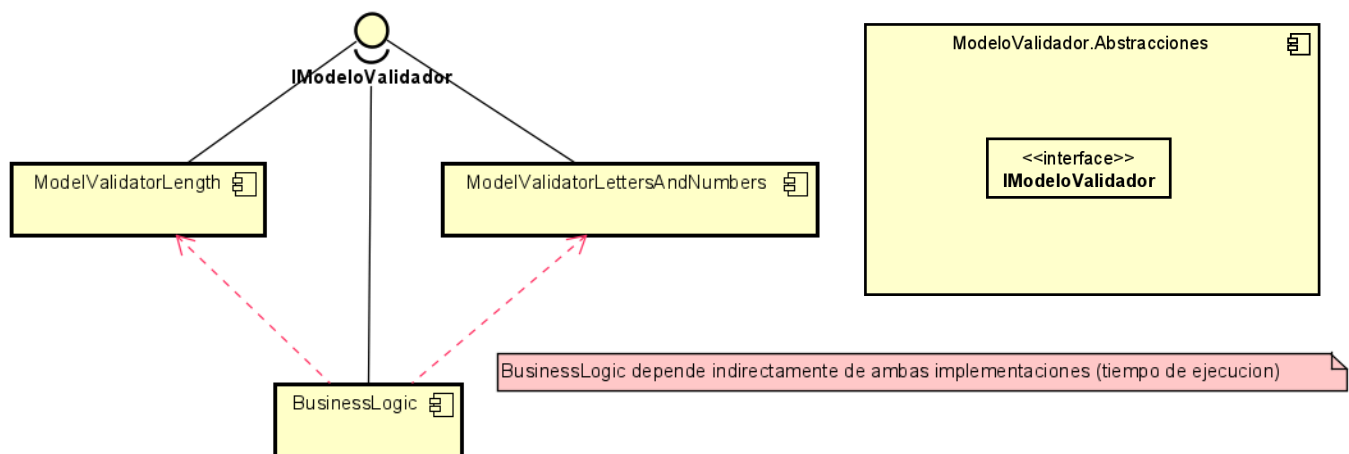 IModeloValidador
ModelValidatorLength
ModelValidatorLettersAndNumbers
BusinessLogic
ModeloValidador.Abstracciones
<<interface>>
IModeloValidador
BusinessLogic depende indirectamente de ambas implementaciones (tiempo de ejecucion)